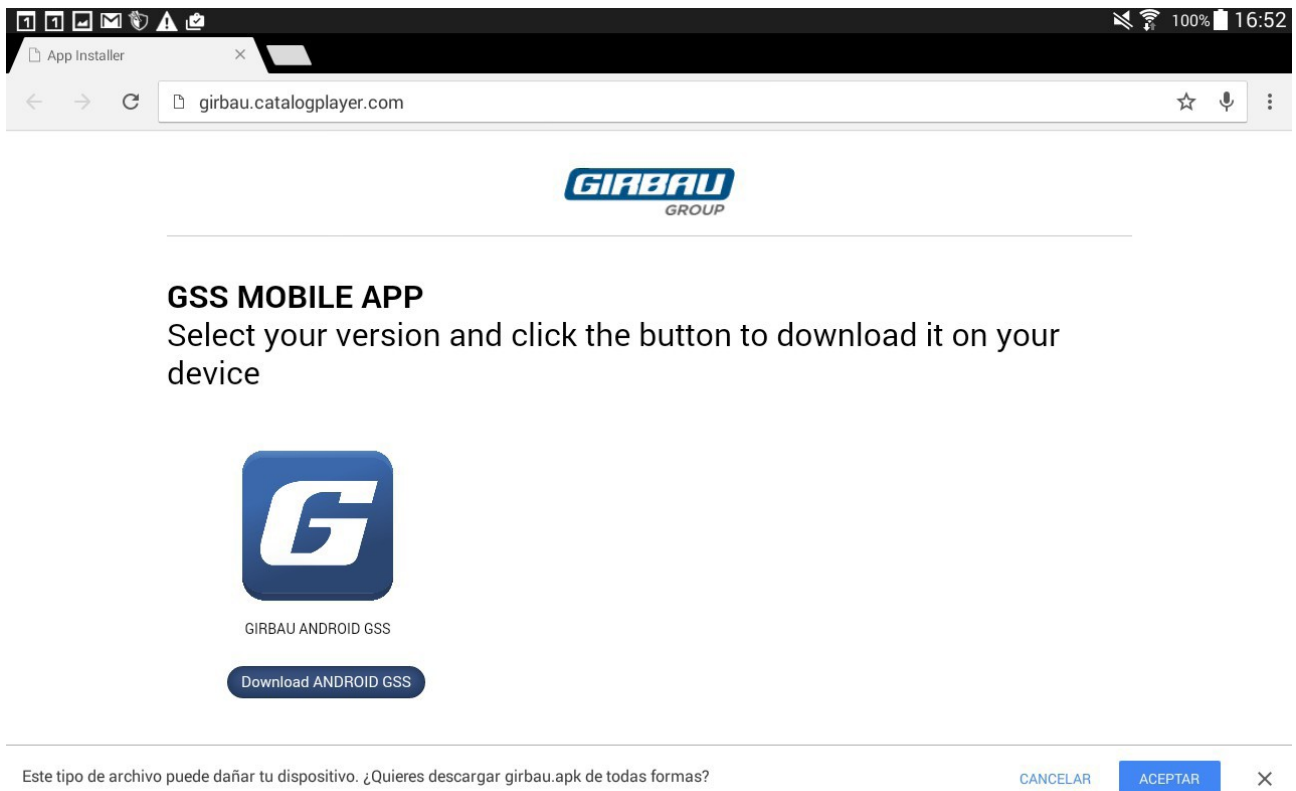 1 1 100% 16:52
App Installer
girbau.catalogplayer.com
GIRBAU
GROUP
GSS MOBILE APP
Select your version and click the button to download it on your
device
G
GIRBAU ANDROID GSS
Download ANDROID GSS
Este tipo de archivo puede dañar tu dispositivo. ¿Quieres descargar girbau.apk de todas formas? CANCELAR ACEPTAR